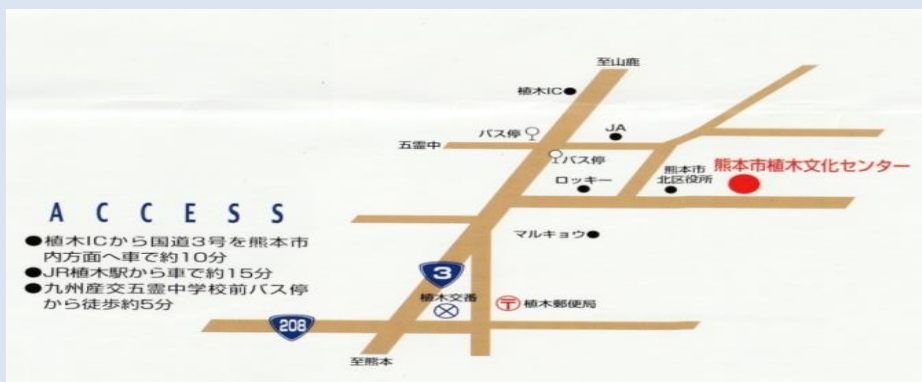 至山鹿
植木IC
バス停
JA
五霊中
バス停
熊本市植木文化センター
ロッキー
熊本市
北区役所
ACCESS
マルキョウ
●植木ICから国道3号を熊本市
内方面へ車で約10分
●JR植木駅から車で約15分
●九州産交五霊中学校前バス停
から徒歩約5分
3
植木交番
〒植木郵便局
208
至熊本